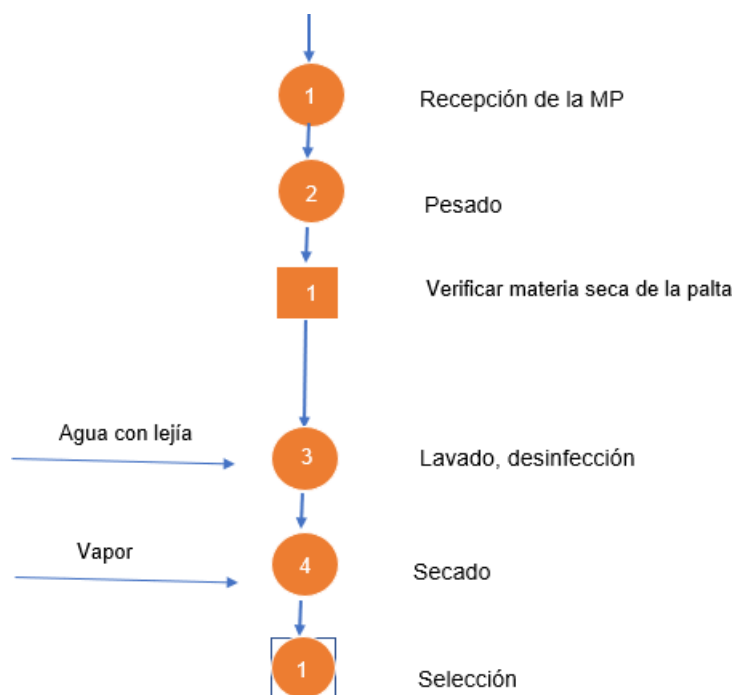 1 Recepción de la MP
2 Pesado
1 Verificar materia seca de la palta
Agua con lejía 3 Lavado, desinfección
Vapor 4 Secado
1 Selección